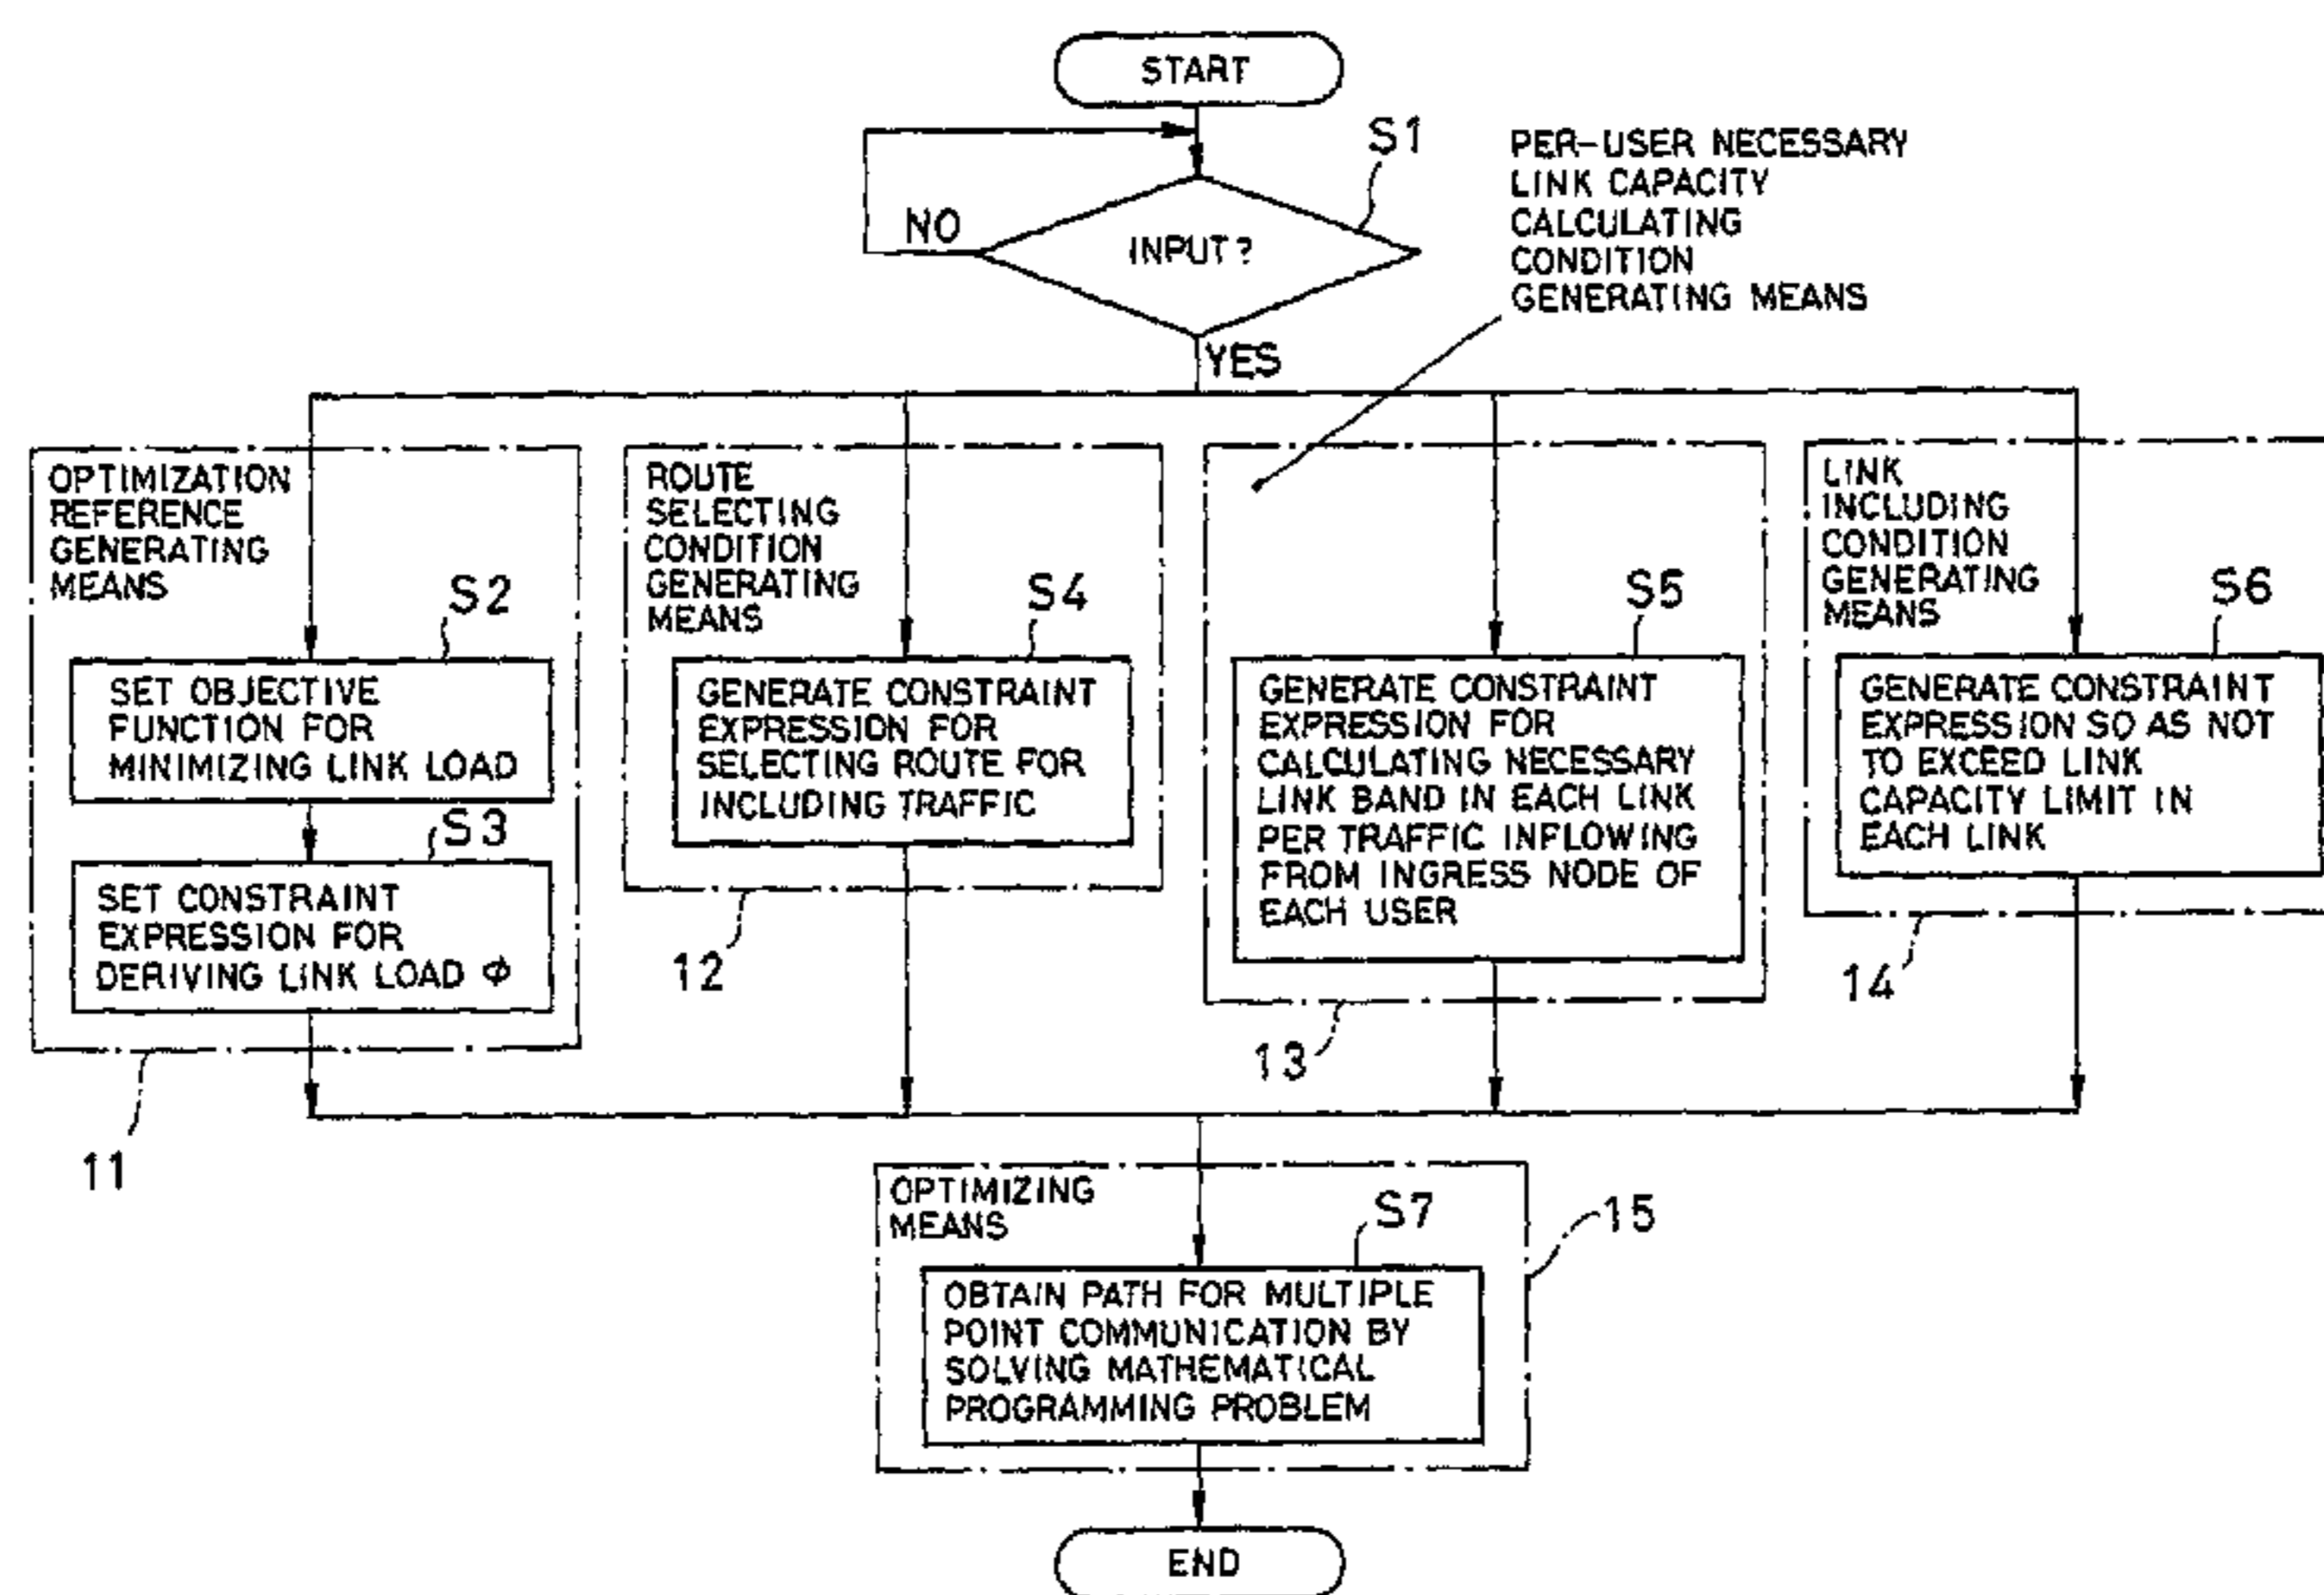 START
S1
INPUT?
NO
YES
PER-USER NECESSARY
LINK CAPACITY
CALCULATING
CONDITION
GENERATING MEANS
OPTIMIZATION
REFERENCE
GENERATING
MEANS
S2
SET OBJECTIVE
FUNCTION FOR
MINIMIZING LINK LOAD
S3
SET CONSTRAINT
EXPRESSION FOR
DERIVING LINK LOAD Φ
11
ROUTE
SELECTING
CONDITION
GENERATING
MEANS
S4
GENERATE CONSTRAINT
EXPRESSION FOR
SELECTING ROUTE FOR
INCLUDING TRAFFIC
12
S5
GENERATE CONSTRAINT
EXPRESSION FOR
CALCULATING NECESSARY
LINK BAND IN EACH LINK
PER TRAFFIC INFLOWING
FROM INGRESS NODE OF
EACH USER
13
LINK
INCLUDING
CONDITION
GENERATING
MEANS
S6
GENERATE CONSTRAINT
EXPRESSION SO AS NOT
TO EXCEED LINK
CAPACITY LIMIT IN
EACH LINK
14
OPTIMIZING
MEANS
S7
15
OBTAIN PATH FOR MULTIPLE
POINT COMMUNICATION BY
SOLVING MATHEMATICAL
PROGRAMMING PROBLEM
END